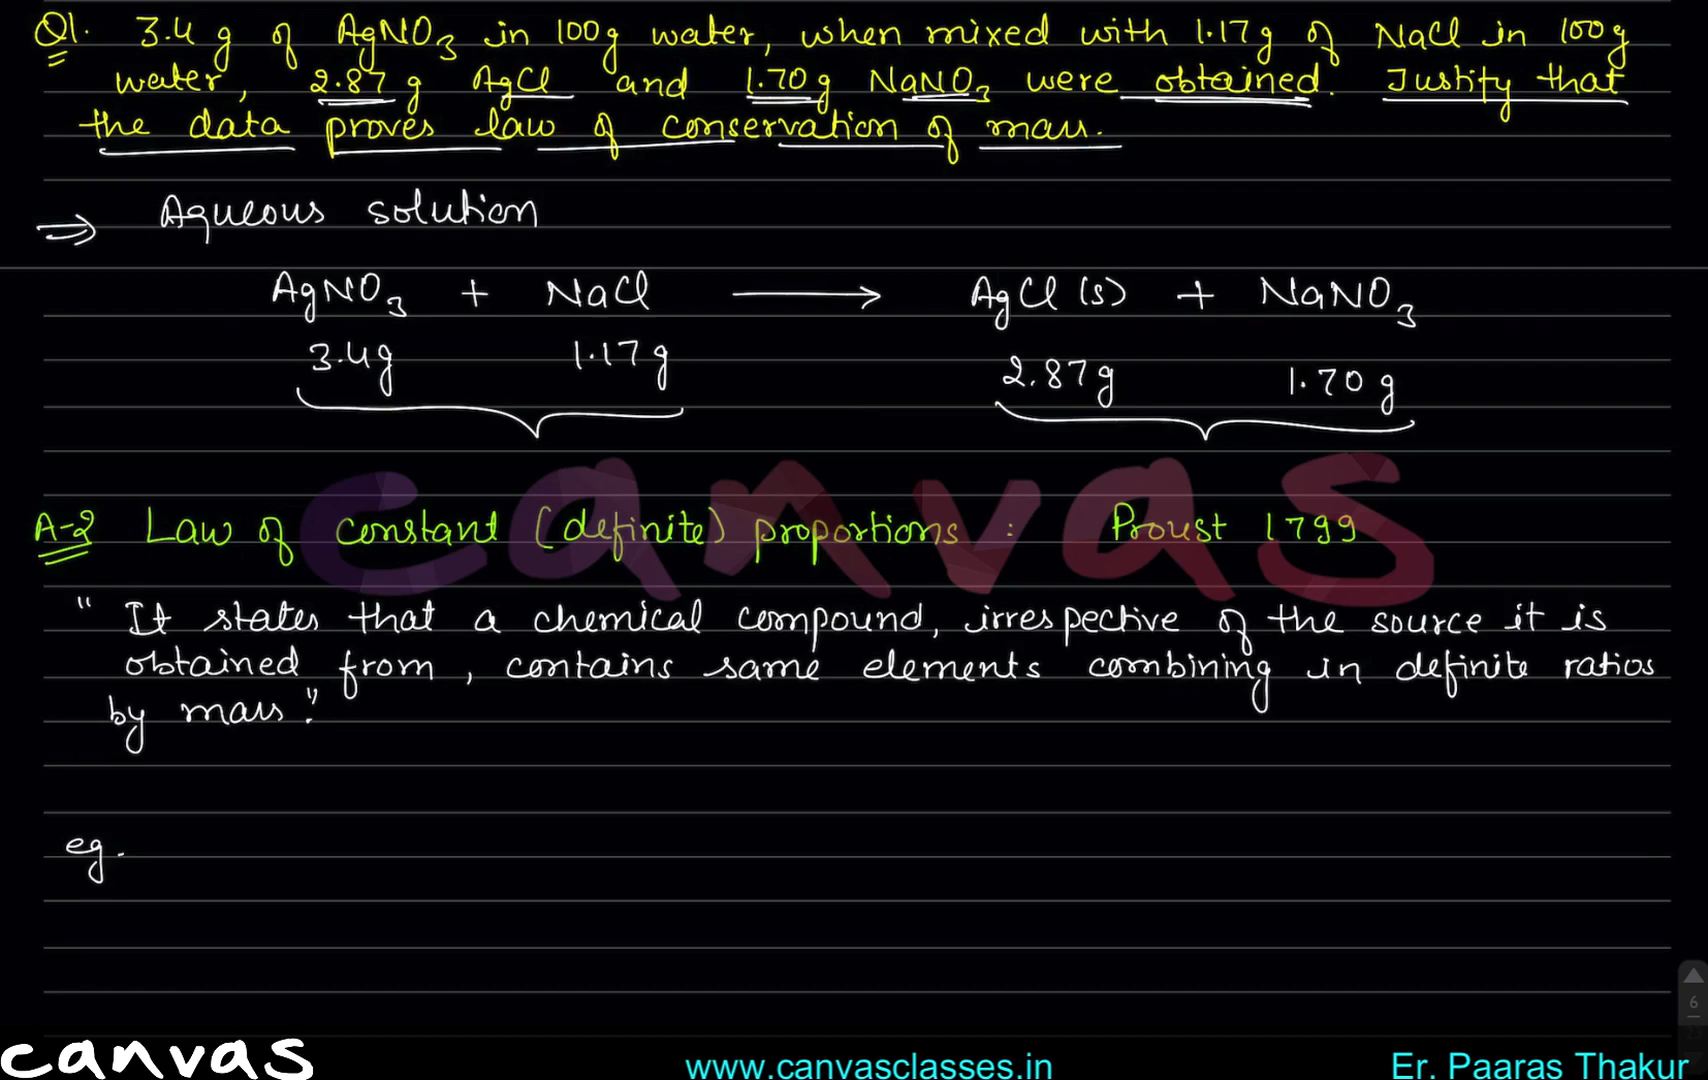 Q1. 3.4 g of AgNO3 in 100g water, when mixed with 1.17g of NaCl in 100g
water, 2.87 g AgCl and 1.70g NaNO3 were obtained. Justify that
the data proves law of conservation of mass.
⇒ Aqueous solution
AgNO3 + NaCl ⟶ AgCl (s) + NaNO3
3.4g 1.17g 2.87g 1.70g
canvas
A-2 Law of constant (definite) proportions : Proust 1799
" It states that a chemical compound, irrespective of the source it is
obtained from, contains same elements combining in definite ratios
by mass."
eg.
6
canvas www.canvasclasses.in Er. Paaras Thakur